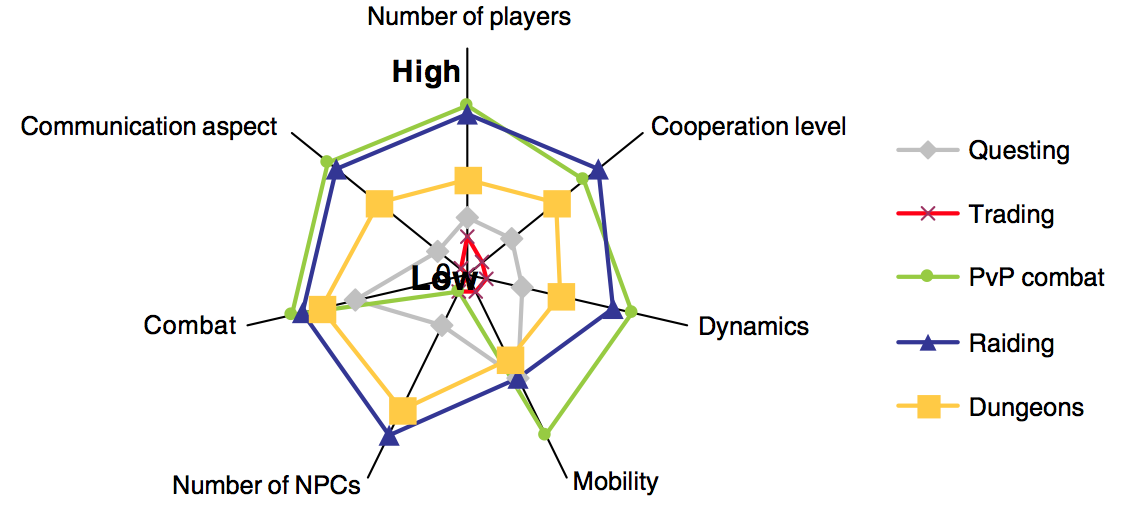 Number of players
High
Communication aspect
Cooperation level
Questing
Trading
0
Low
PvP combat
Combat
Dynamics
Raiding
Dungeons
Number of NPCs
Mobility